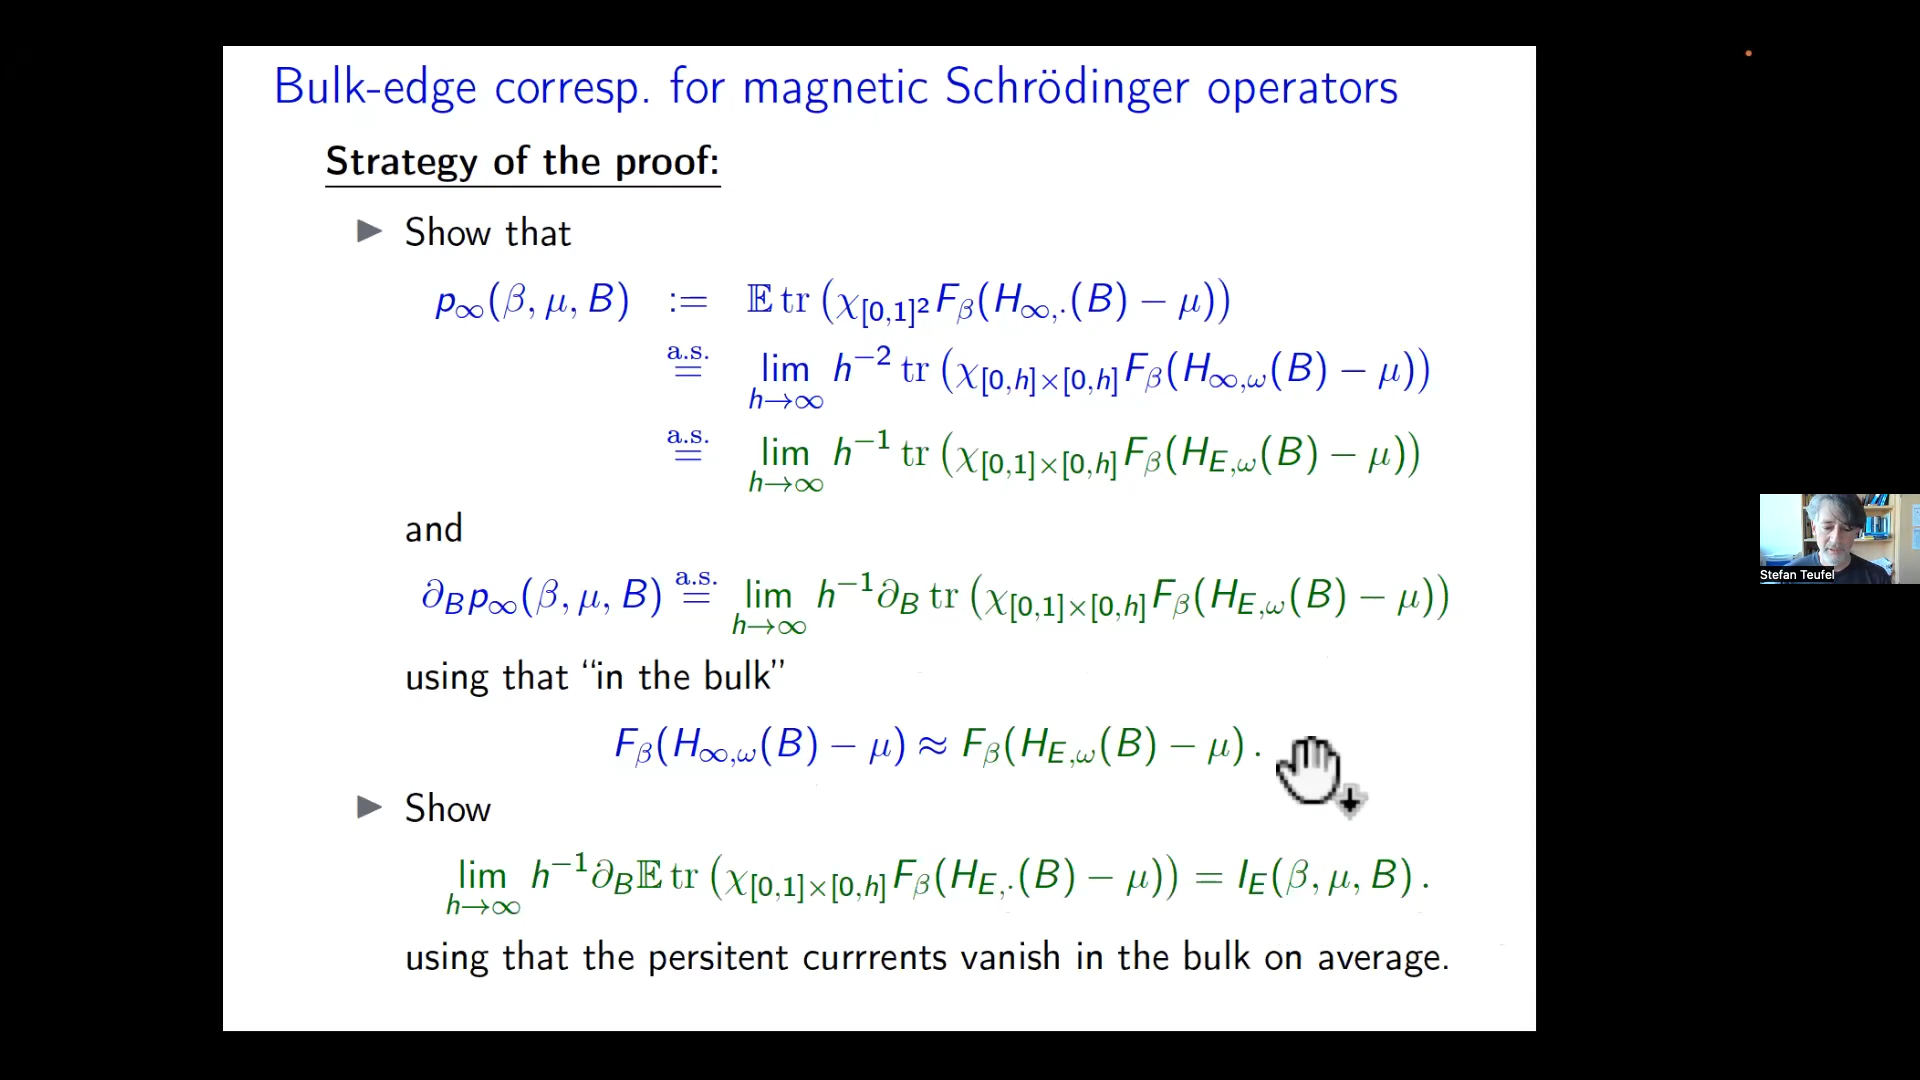 Bulk-edge corresp. for magnetic Schrödinger operators
Strategy of the proof:
▶ Show that
p∞(β, μ, B) := 𝔼 tr (χ[0,1]² Fβ(H∞,·(B) − μ))
a.s. = lim h→∞ h⁻² tr (χ[0,h]×[0,h] Fβ(H∞,ω(B) − μ))
a.s. = lim h→∞ h⁻¹ tr (χ[0,1]×[0,h] Fβ(HE,ω(B) − μ))
and
∂B p∞(β, μ, B) a.s. = lim h→∞ h⁻¹ ∂B tr (χ[0,1]×[0,h] Fβ(HE,ω(B) − μ))
using that “in the bulk”
Fβ(H∞,ω(B) − μ) ≈ Fβ(HE,ω(B) − μ) .
▶ Show
lim h→∞ h⁻¹ ∂B 𝔼 tr (χ[0,1]×[0,h] Fβ(HE,·(B) − μ)) = IE(β, μ, B) .
using that the persitent currrents vanish in the bulk on average.
Stefan Teufel